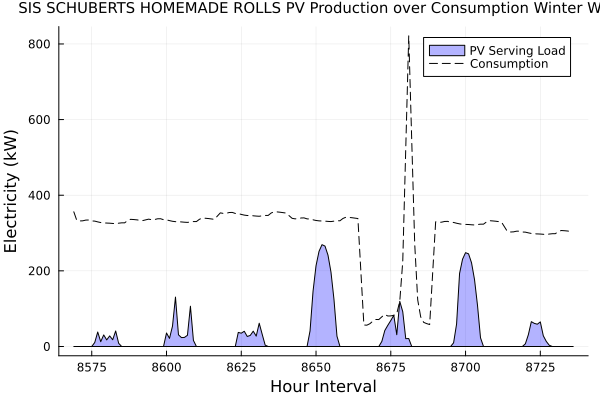 SIS SCHUBERTS HOMEMADE ROLLS PV Production over Consumption Winter W
800
600
400
200
0
Electricity (kW)
PV Serving Load
Consumption
8575 8600 8625 8650 8675 8700 8725
Hour Interval